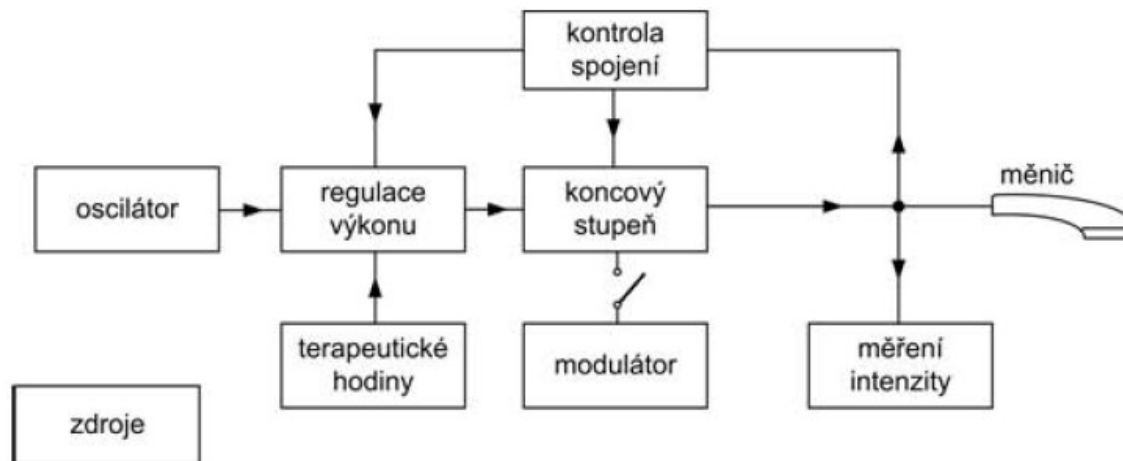 kontrola
spojení
oscilátor
regulace
výkonu
koncový
stupeň
měnič
terapeutické
hodiny
modulátor
měření
intenzity
zdroje